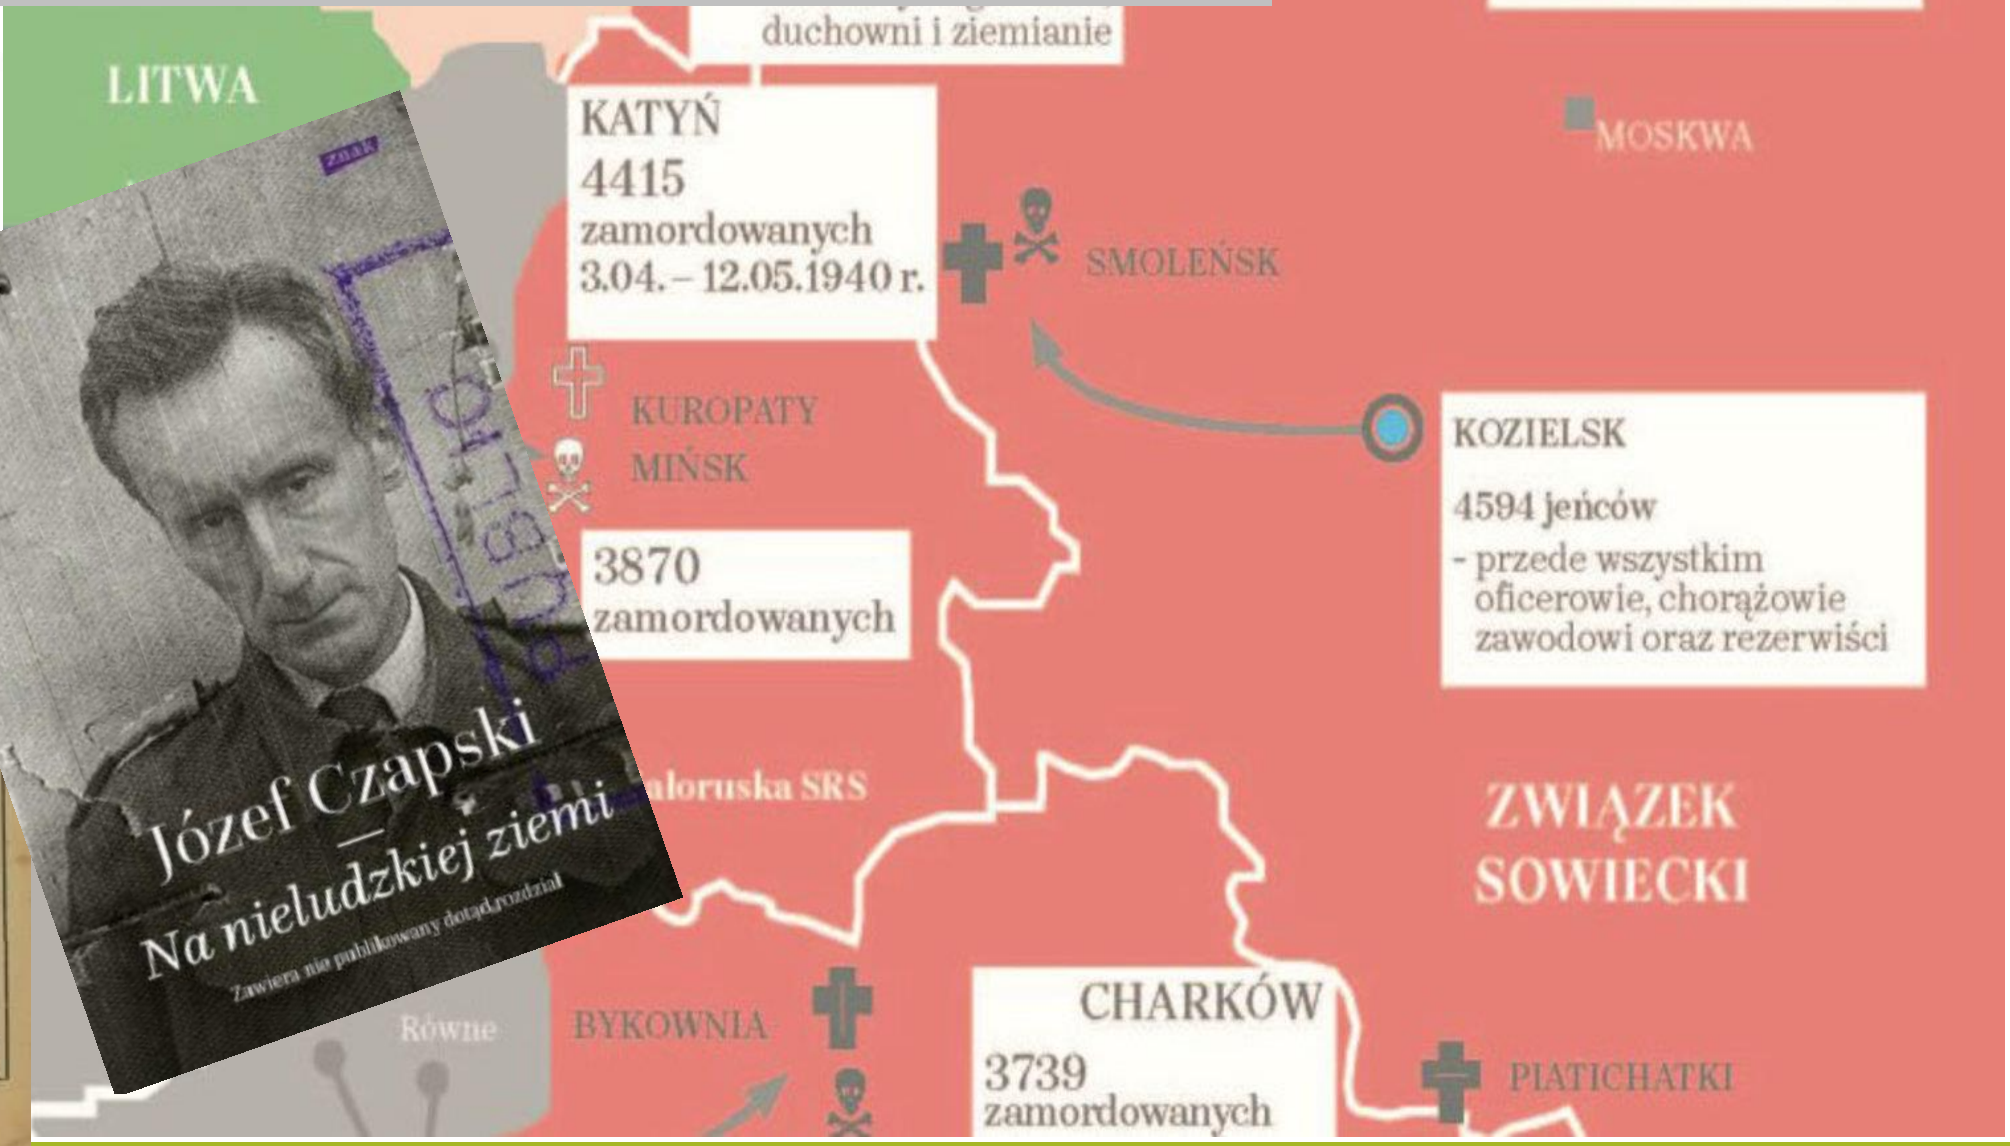 duchowni i ziemianie
LITWA
MOSKWA
KATYŃ
4415
zamordowanych
3.04. – 12.05.1940 r.
SMOLEŃSK
KUROPATY
MIŃSK
3870
zamordowanych
KOZIELSK
4594 jeńców
- przede wszystkim
oficerowie, chorążowie
zawodowi oraz rezerwiści
znak
Józef Czapski
Na nieludzkiej ziemi
Zawiera nie publikowany dotąd rozdział
ałoruska SRS
ZWIĄZEK
SOWIECKI
Równe
BYKOWNIA
CHARKÓW
3739
zamordowanych
PIATICHATKI